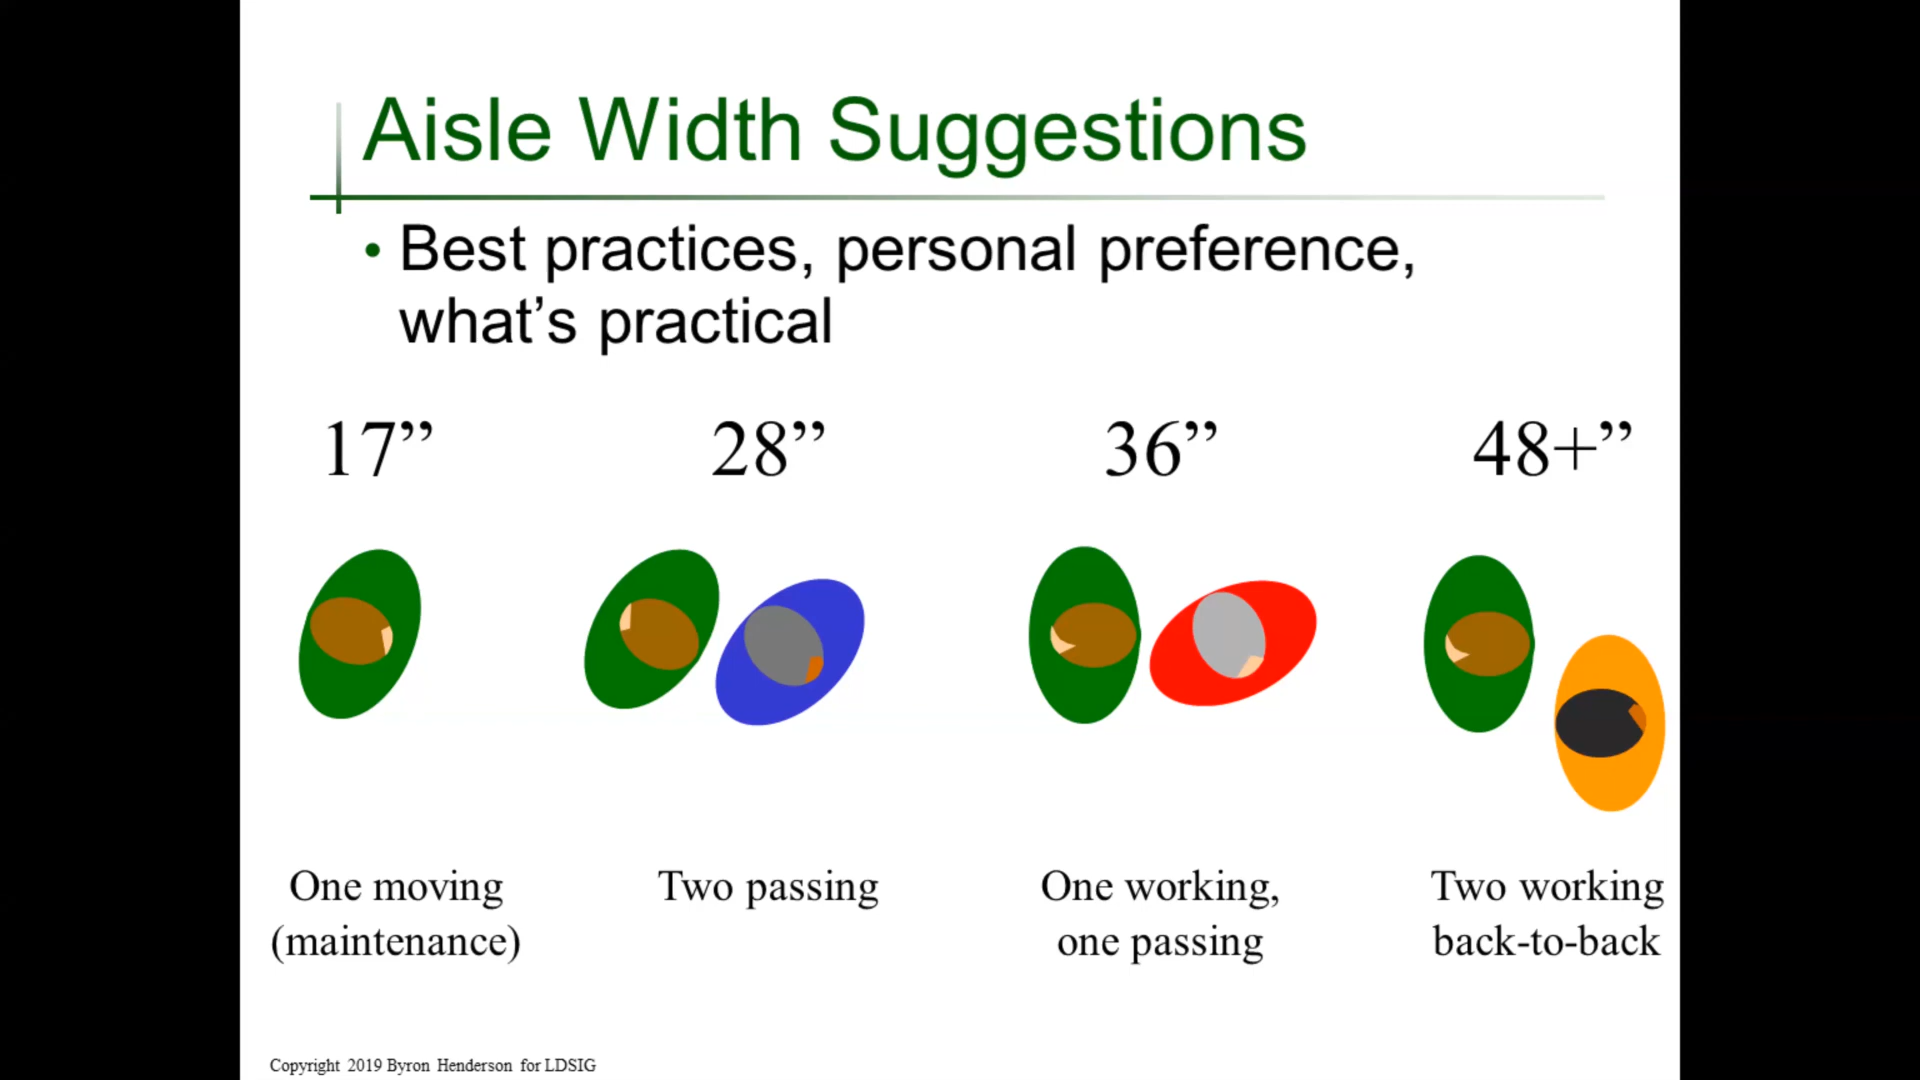 Aisle Width Suggestions
• Best practices, personal preference,
what’s practical
17” 28” 36” 48+”
One moving Two passing One working, Two working
(maintenance) one passing back-to-back
Copyright 2019 Byron Henderson for LDSIG